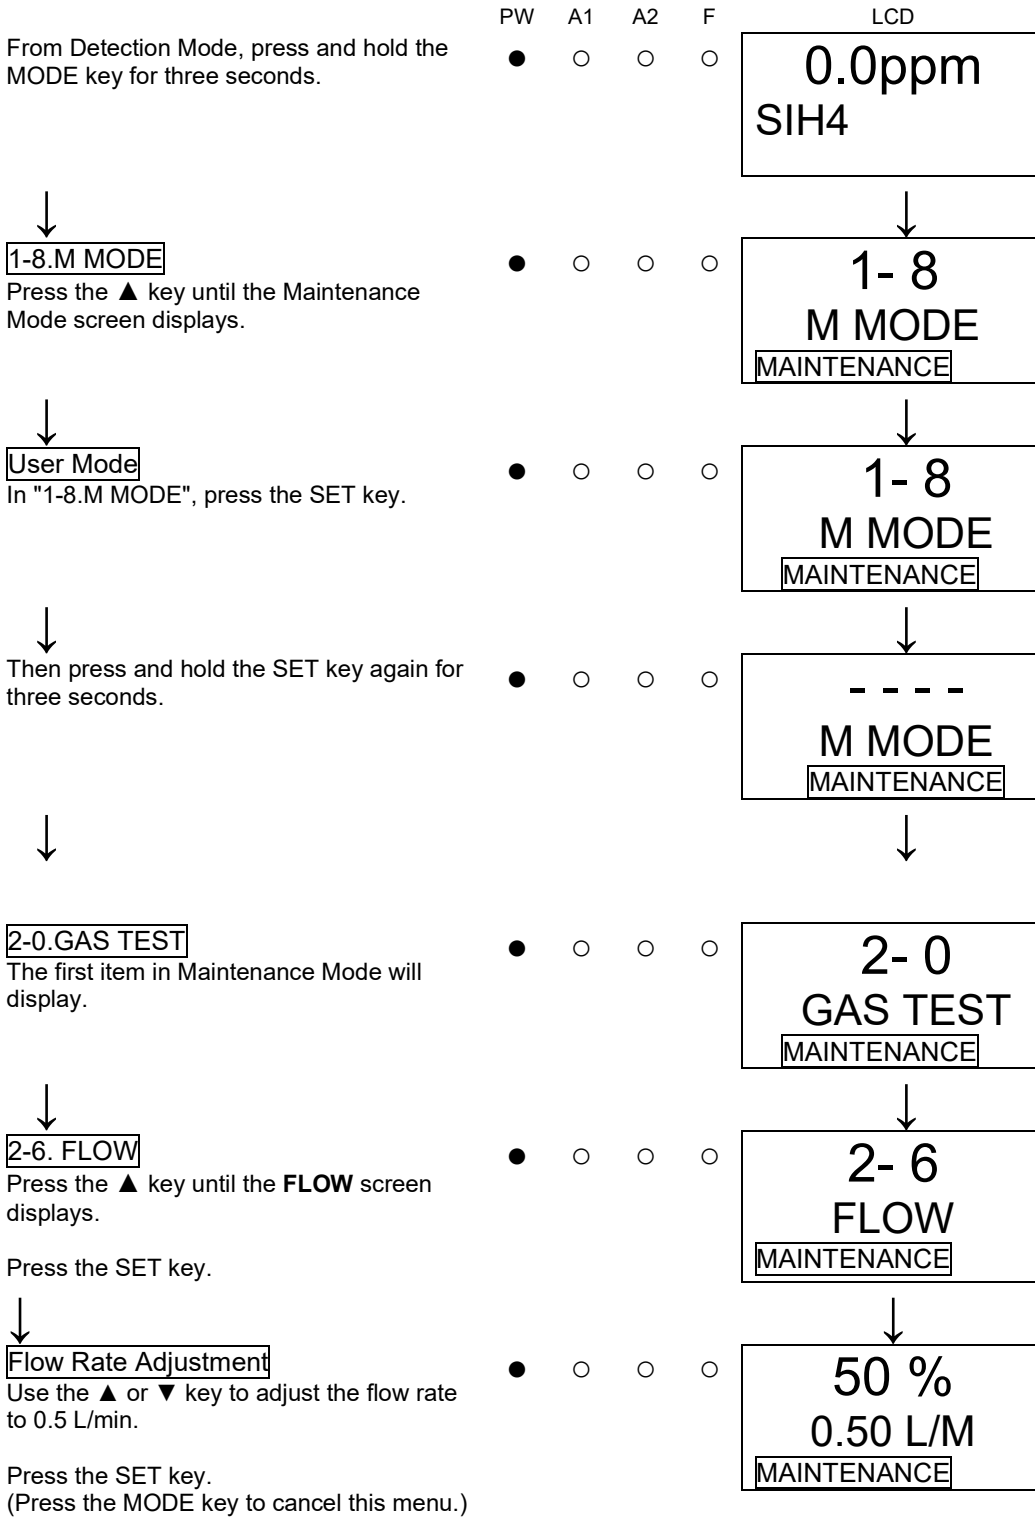 PW A1 A2 F LCD
From Detection Mode, press and hold the
MODE key for three seconds.
● ○ ○ ○
0.0ppm
SIH4
↓ ↓
1-8.M MODE
Press the ▲ key until the Maintenance
Mode screen displays.
● ○ ○ ○
1- 8
M MODE
MAINTENANCE
↓ ↓
User Mode
In "1-8.M MODE", press the SET key.
● ○ ○ ○
1- 8
M MODE
MAINTENANCE
↓ ↓
Then press and hold the SET key again for
three seconds.
● ○ ○ ○
- - - -
M MODE
MAINTENANCE
↓ ↓
2-0.GAS TEST
The first item in Maintenance Mode will
display.
● ○ ○ ○
2- 0
GAS TEST
MAINTENANCE
↓ ↓
2-6. FLOW
Press the ▲ key until the FLOW screen
displays.
Press the SET key.
● ○ ○ ○
2- 6
FLOW
MAINTENANCE
↓ ↓
Flow Rate Adjustment
Use the ▲ or ▼ key to adjust the flow rate
to 0.5 L/min.
Press the SET key.
(Press the MODE key to cancel this menu.)
● ○ ○ ○
50 %
0.50 L/M
MAINTENANCE